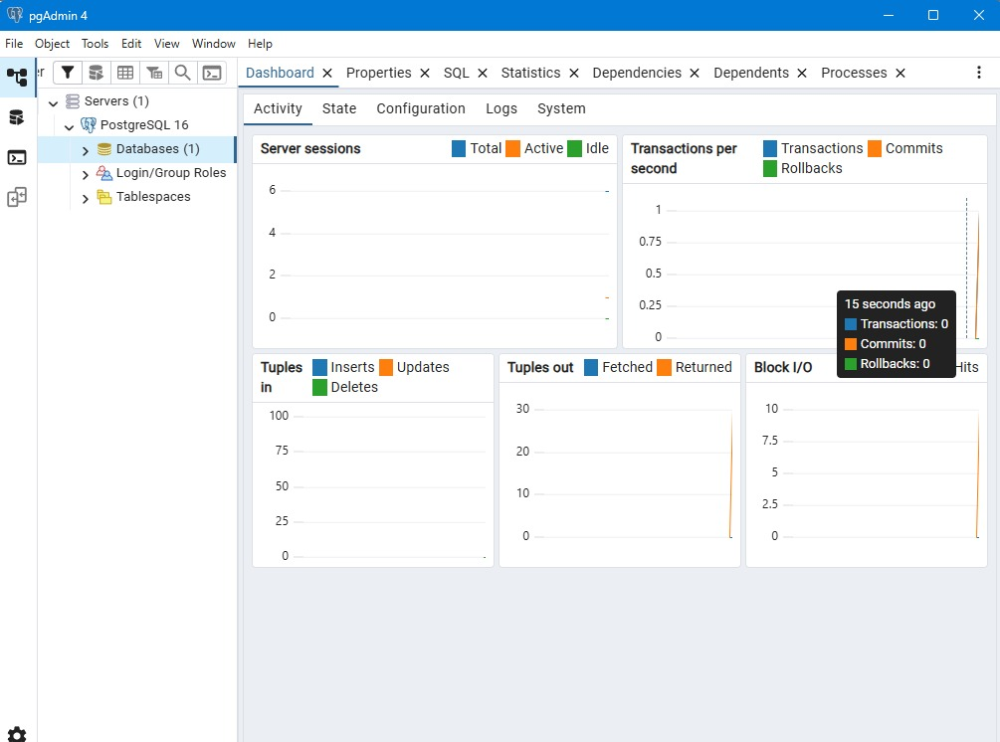 pgAdmin 4
File Object Tools Edit View Window Help
er
Dashboard Properties SQL Statistics Dependencies Dependents Processes
Servers (1)
PostgreSQL 16
Databases (1)
Login/Group Roles
Tablespaces
Activity State Configuration Logs System
Server sessions Total Active Idle
6
4
2
0
Transactions per second
Transactions Commits
Rollbacks
1
0.75
0.5
0.25
0
15 seconds ago
Transactions: 0
Commits: 0
Rollbacks: 0
Tuples in
Inserts Updates
Deletes
100
75
50
25
0
Tuples out Fetched Returned
30
20
10
0
Block I/O Hits
10
7.5
5
2.5
0